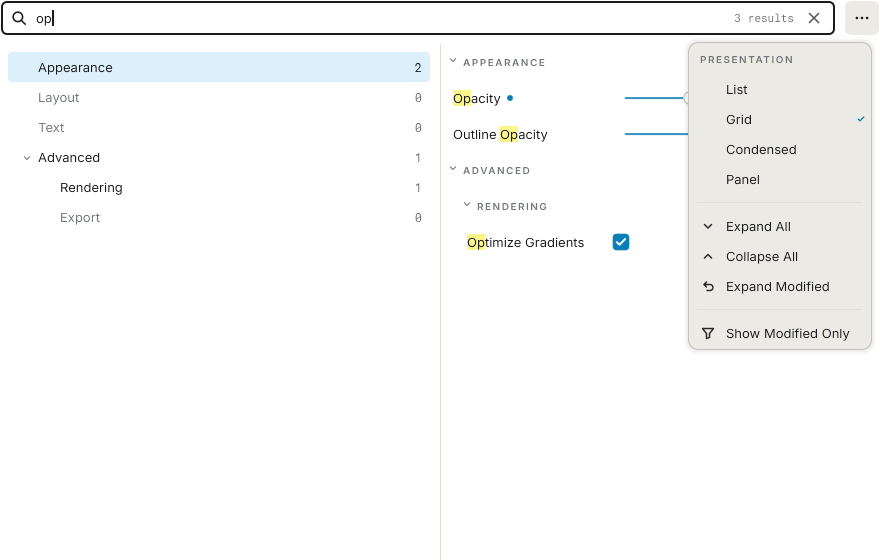 op
3 results
Appearance 2
Layout 0
Text 0
Advanced 1
Rendering 1
Export 0
APPEARANCE
Opacity
Outline Opacity
ADVANCED
RENDERING
Optimize Gradients
PRESENTATION
List
Grid
Condensed
Panel
Expand All
Collapse All
Expand Modified
Show Modified Only